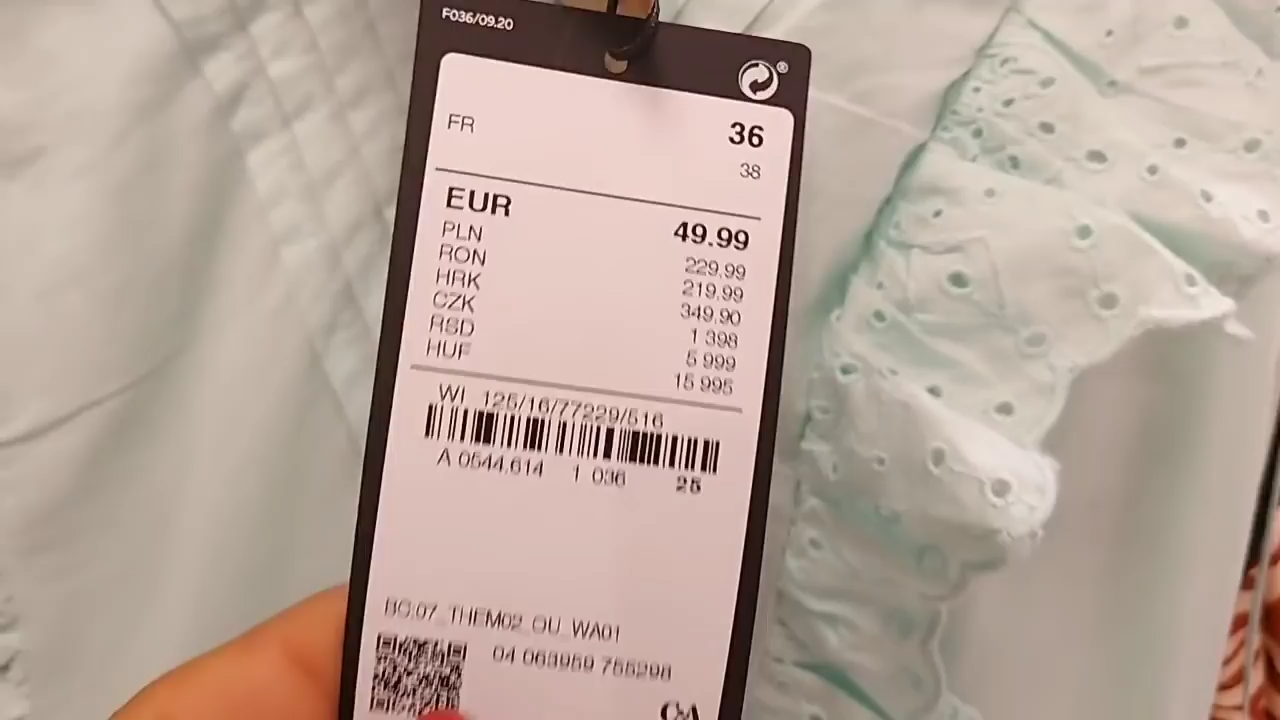 F036/09.20
FR 36
38
EUR 49.99
PLN 229.99
RON 219.99
HRK 349.90
CZK 1 398
RSD 5 999
HUF 15 995
WI 125/16/77229/516
A 0544.614 1 036 25
BC:07_THEM02_OU_WA01
04 063959 755298
C&A